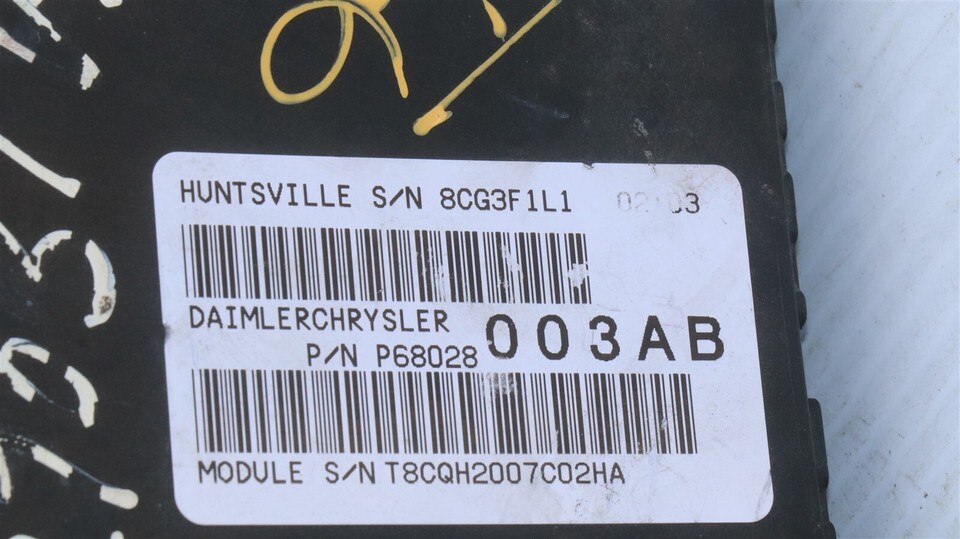 HUNTSVILLE S/N 8CG3F1L1
DAIMLERCHRYSLER
P/N P68028 003AB
MODULE S/N T8CQH2007C02HA